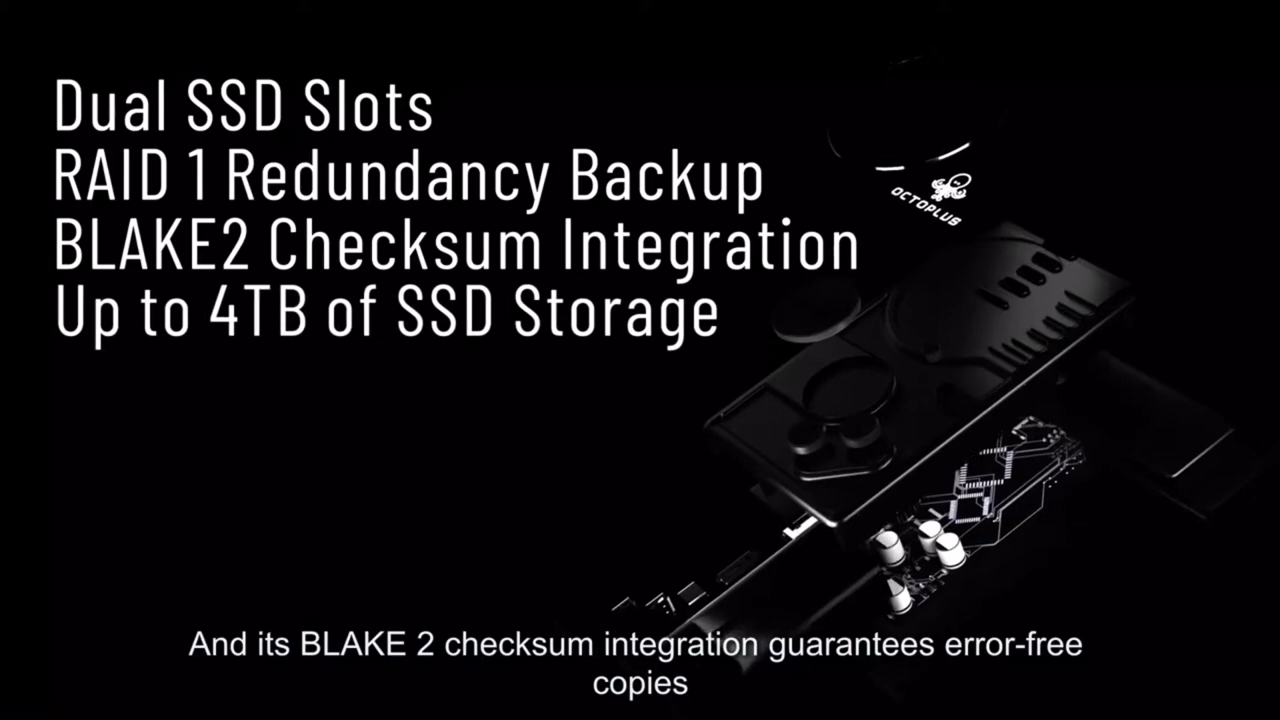 Dual SSD Slots
RAID 1 Redundancy Backup
BLAKE2 Checksum Integration
Up to 4TB of SSD Storage
OCTOPLUS
And its BLAKE 2 checksum integration guarantees error-free
copies